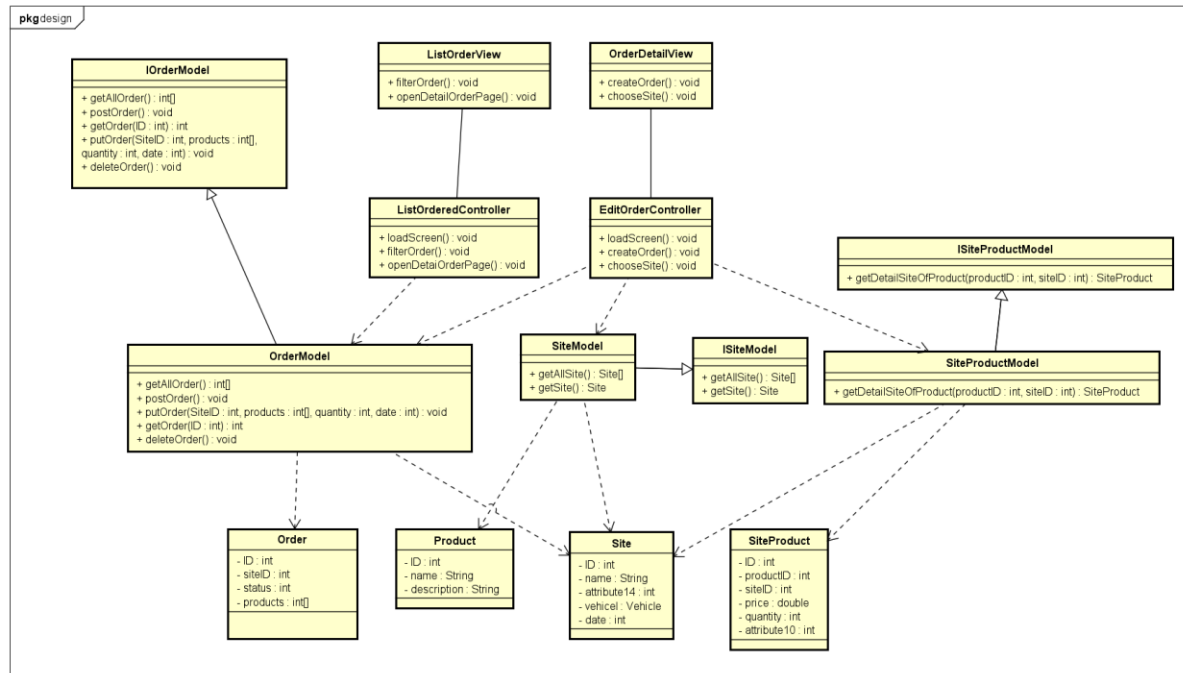 pkg design
IOrderModel
+ getAllOrder() : int[]
+ postOrder() : void
+ getOrder(ID : int) : int
+ putOrder(SiteID : int, products : int[],
quantity : int, date : int) : void
+ deleteOrder() : void
ListOrderView
+ filterOrder() : void
+ openDetailOrderPage() : void
OrderDetailView
+ createOrder() : void
+ chooseSite() : void
ListOrderedController
+ loadScreen() : void
+ filterOrder() : void
+ openDetaiOrderPage() : void
EditOrderController
+ loadScreen() : void
+ createOrder() : void
+ chooseSite() : void
ISiteProductModel
+ getDetailSiteOfProduct(productID : int, siteID : int) : SiteProduct
OrderModel
+ getAllOrder() : int[]
+ postOrder() : void
+ putOrder(SiteID : int, products : int[], quantity : int, date : int) : void
+ getOrder(ID : int) : int
+ deleteOrder() : void
SiteModel
+ getAllSite() : Site[]
+ getSite() : Site
ISiteModel
+ getAllSite() : Site[]
+ getSite() : Site
SiteProductModel
+ getDetailSiteOfProduct(productID : int, siteID : int) : SiteProduct
Order
- ID : int
- siteID : int
- status : int
- products : int[]
Product
- ID : int
- name : String
- description : String
Site
- ID : int
- name : String
- attribute14 : int
- vehicel : Vehicle
- date : int
SiteProduct
- ID : int
- productID : int
- siteID : int
- price : double
- quantity : int
- attribute10 : int